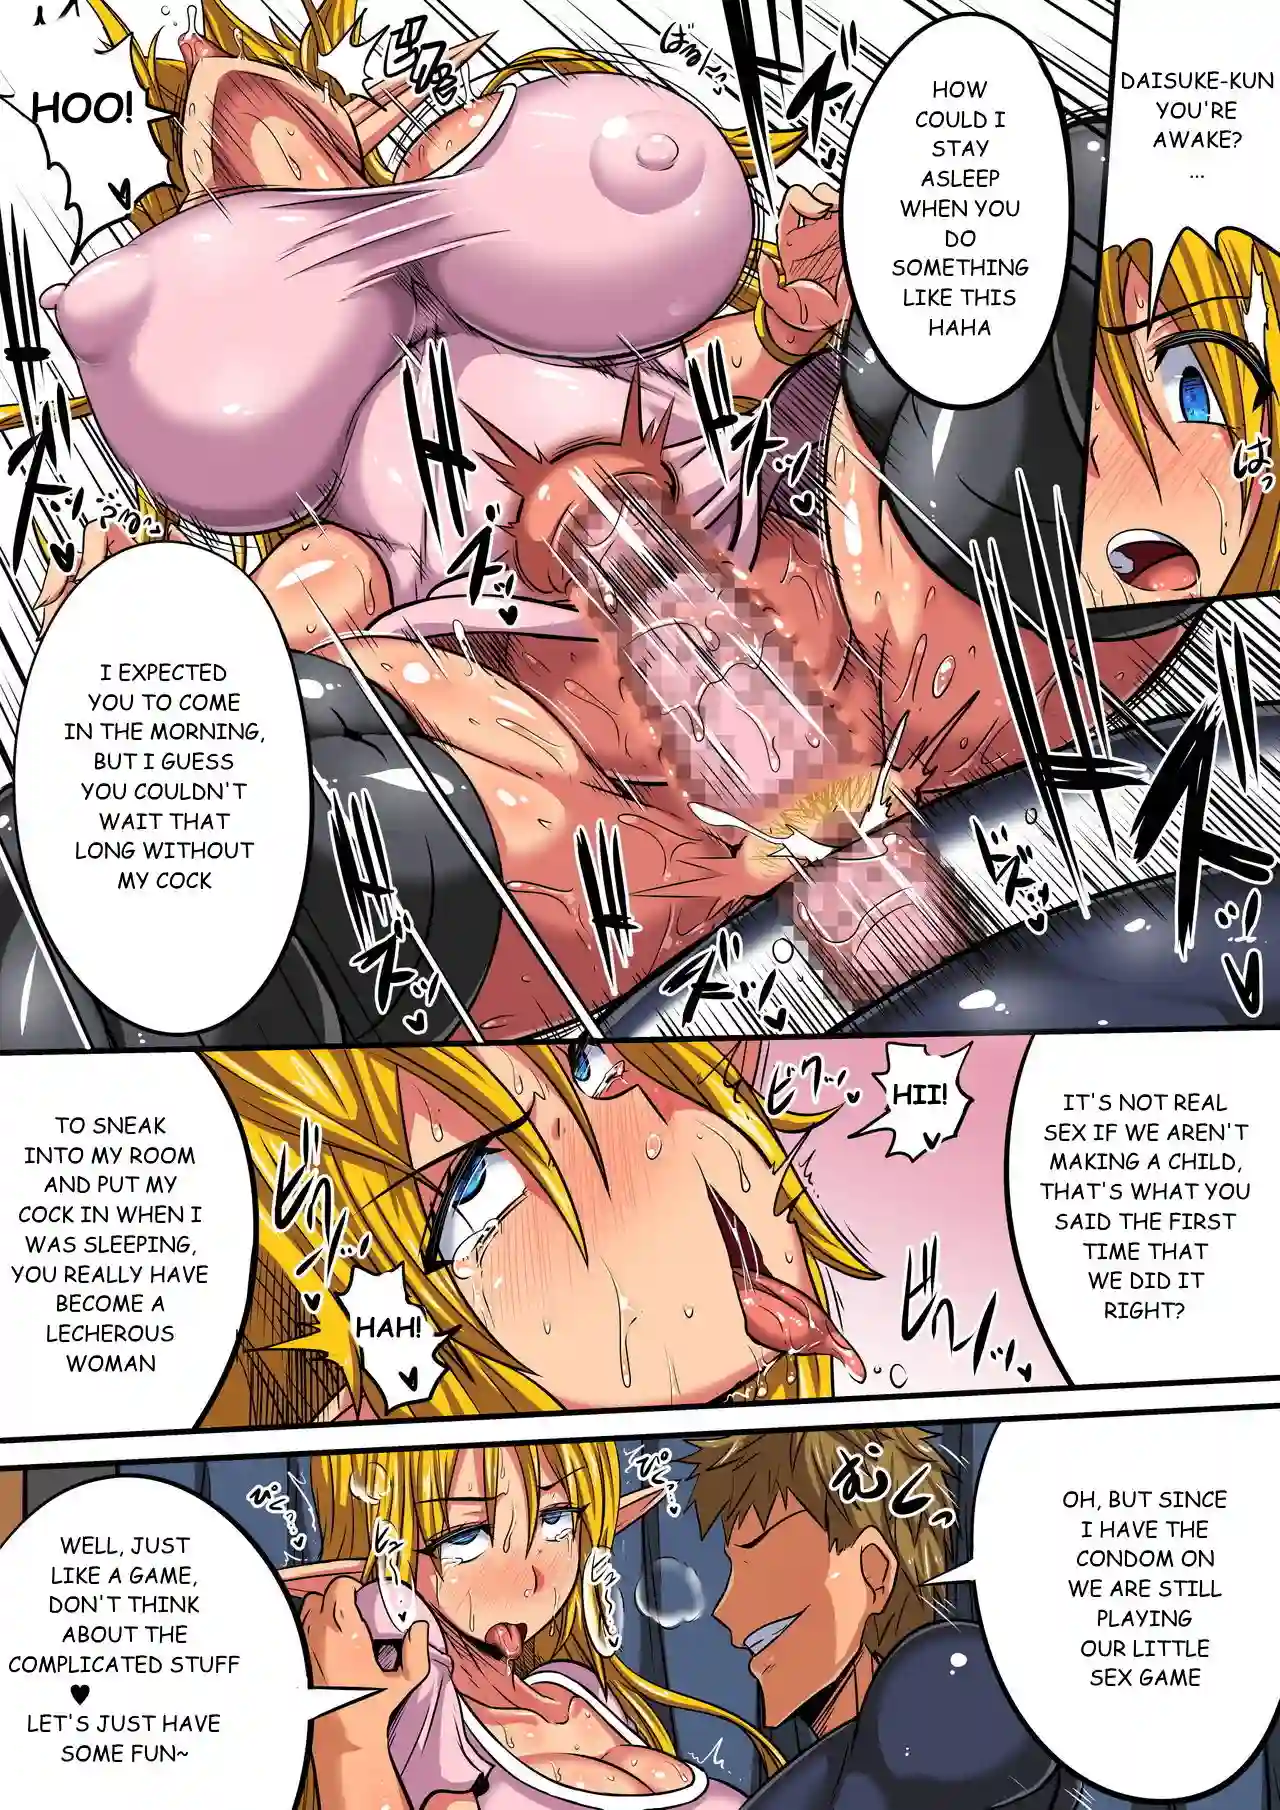 DAISUKE-KUN
YOU'RE
AWAKE?
...
はっ
HOW
COULD I
STAY
ASLEEP
WHEN YOU
DO
SOMETHING
LIKE THIS
HAHA
HOO!
I EXPECTED
YOU TO COME
IN THE MORNING,
BUT I GUESS
YOU COULDN'T
WAIT THAT
LONG WITHOUT
MY COCK
IT'S NOT REAL
SEX IF WE AREN'T
MAKING A CHILD,
THAT'S WHAT YOU
SAID THE FIRST
TIME THAT
WE DID IT
RIGHT?
HII!
HAH!
TO SNEAK
INTO MY ROOM
AND PUT MY
COCK IN WHEN I
WAS SLEEPING,
YOU REALLY HAVE
BECOME A
LECHEROUS
WOMAN
OH, BUT SINCE
I HAVE THE
CONDOM ON
WE ARE STILL
PLAYING
OUR LITTLE
SEX GAME
WELL, JUST
LIKE A GAME,
DON'T THINK
ABOUT THE
COMPLICATED STUFF
♥
LET'S JUST HAVE
SOME FUN~